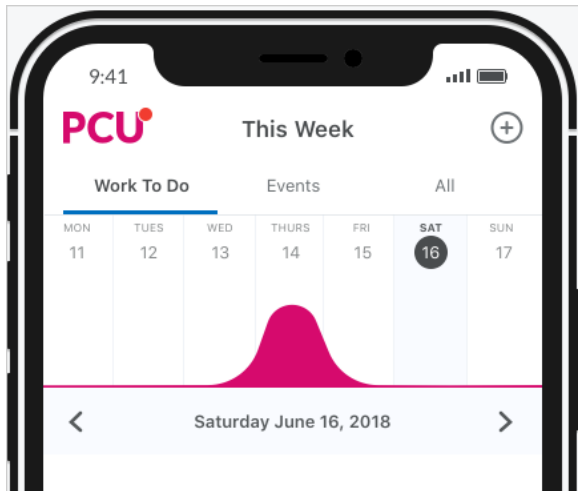 9:41
PCU
This Week
Work To Do Events All
MON TUES WED THURS FRI SAT SUN
11 12 13 14 15 16 17
Saturday June 16, 2018